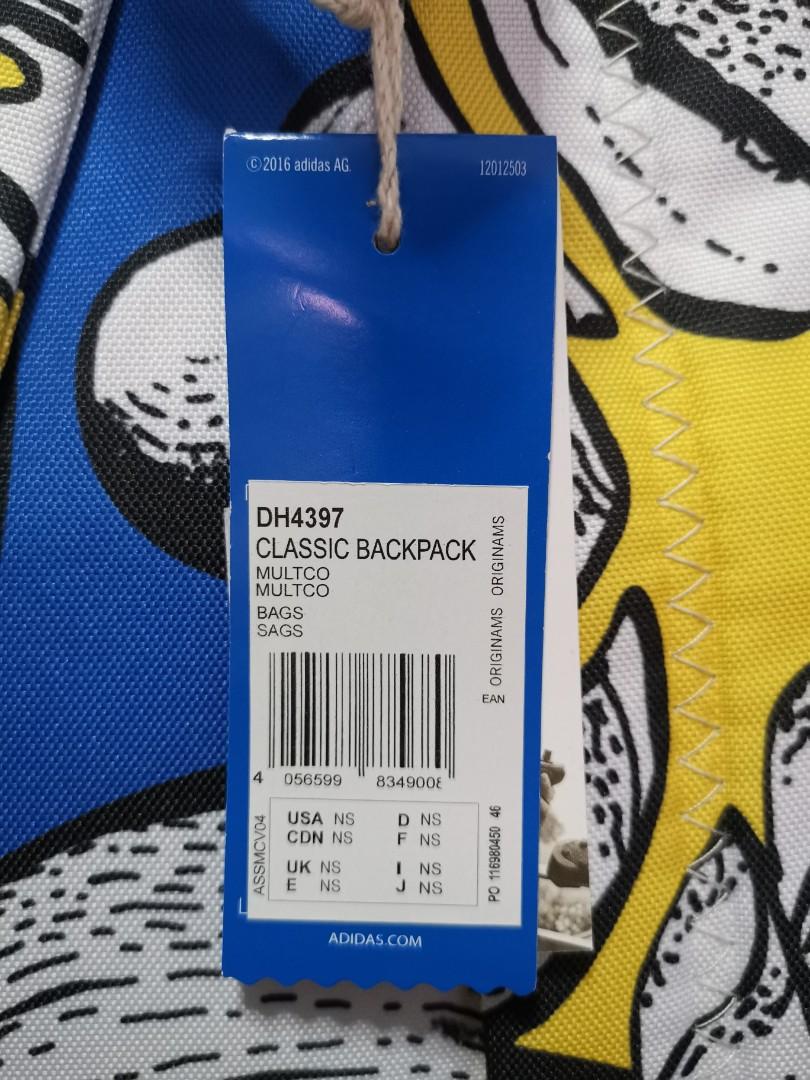 ©2016 adidas AG.
12012503
DH4397
CLASSIC BACKPACK
MULTCO
MULTCO
BAGS
SAGS
ORIGINAMS ORIGINAMS
EAN
4 056599 834900
ASSMCV04
USA NS D NS
CDN NS F NS
UK NS I NS
E NS J NS
PO 116980450 46
ADIDAS.COM